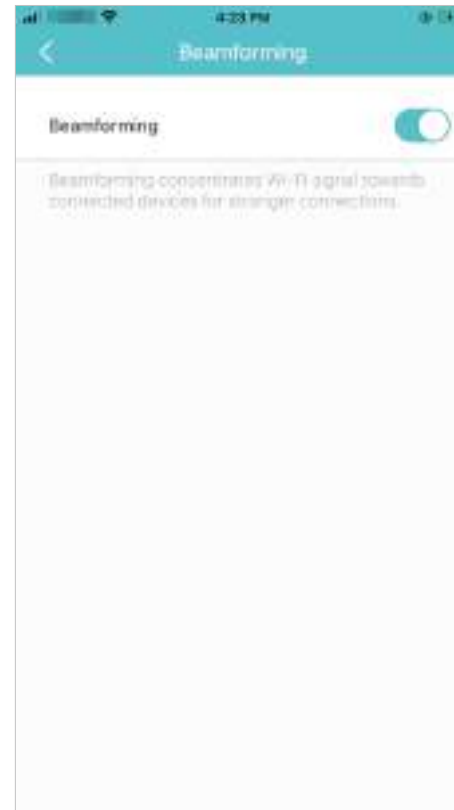 4:23 PM
Beamforming
Beamforming
Beamforming concentrates Wi-Fi signal towards
connected devices for stronger connections.